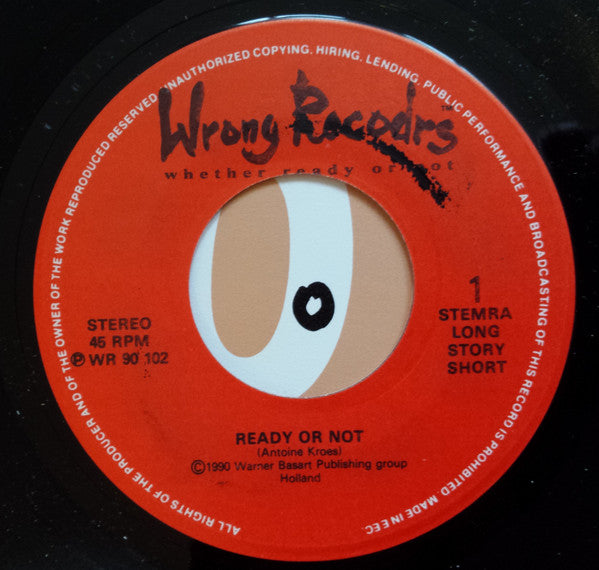 ALL RIGHTS OF THE PRODUCER AND OF THE OWNER OF THE WORK REPRODUCED RESERVED UNAUTHORIZED COPYING. HIRING. LENDING. PUBLIC PERFORMANCE AND BROADCASTING OF THIS RECORD IS PROHIBITED MADE IN EEC.
Wrong Recodrs™
whether ready or not
STEREO
45 RPM
Ⓟ WR 90 102
1
STEMRA
LONG
STORY
SHORT
READY OR NOT
(Antoine Kroes)
©1990 Warner Basart Publishing group
Holland